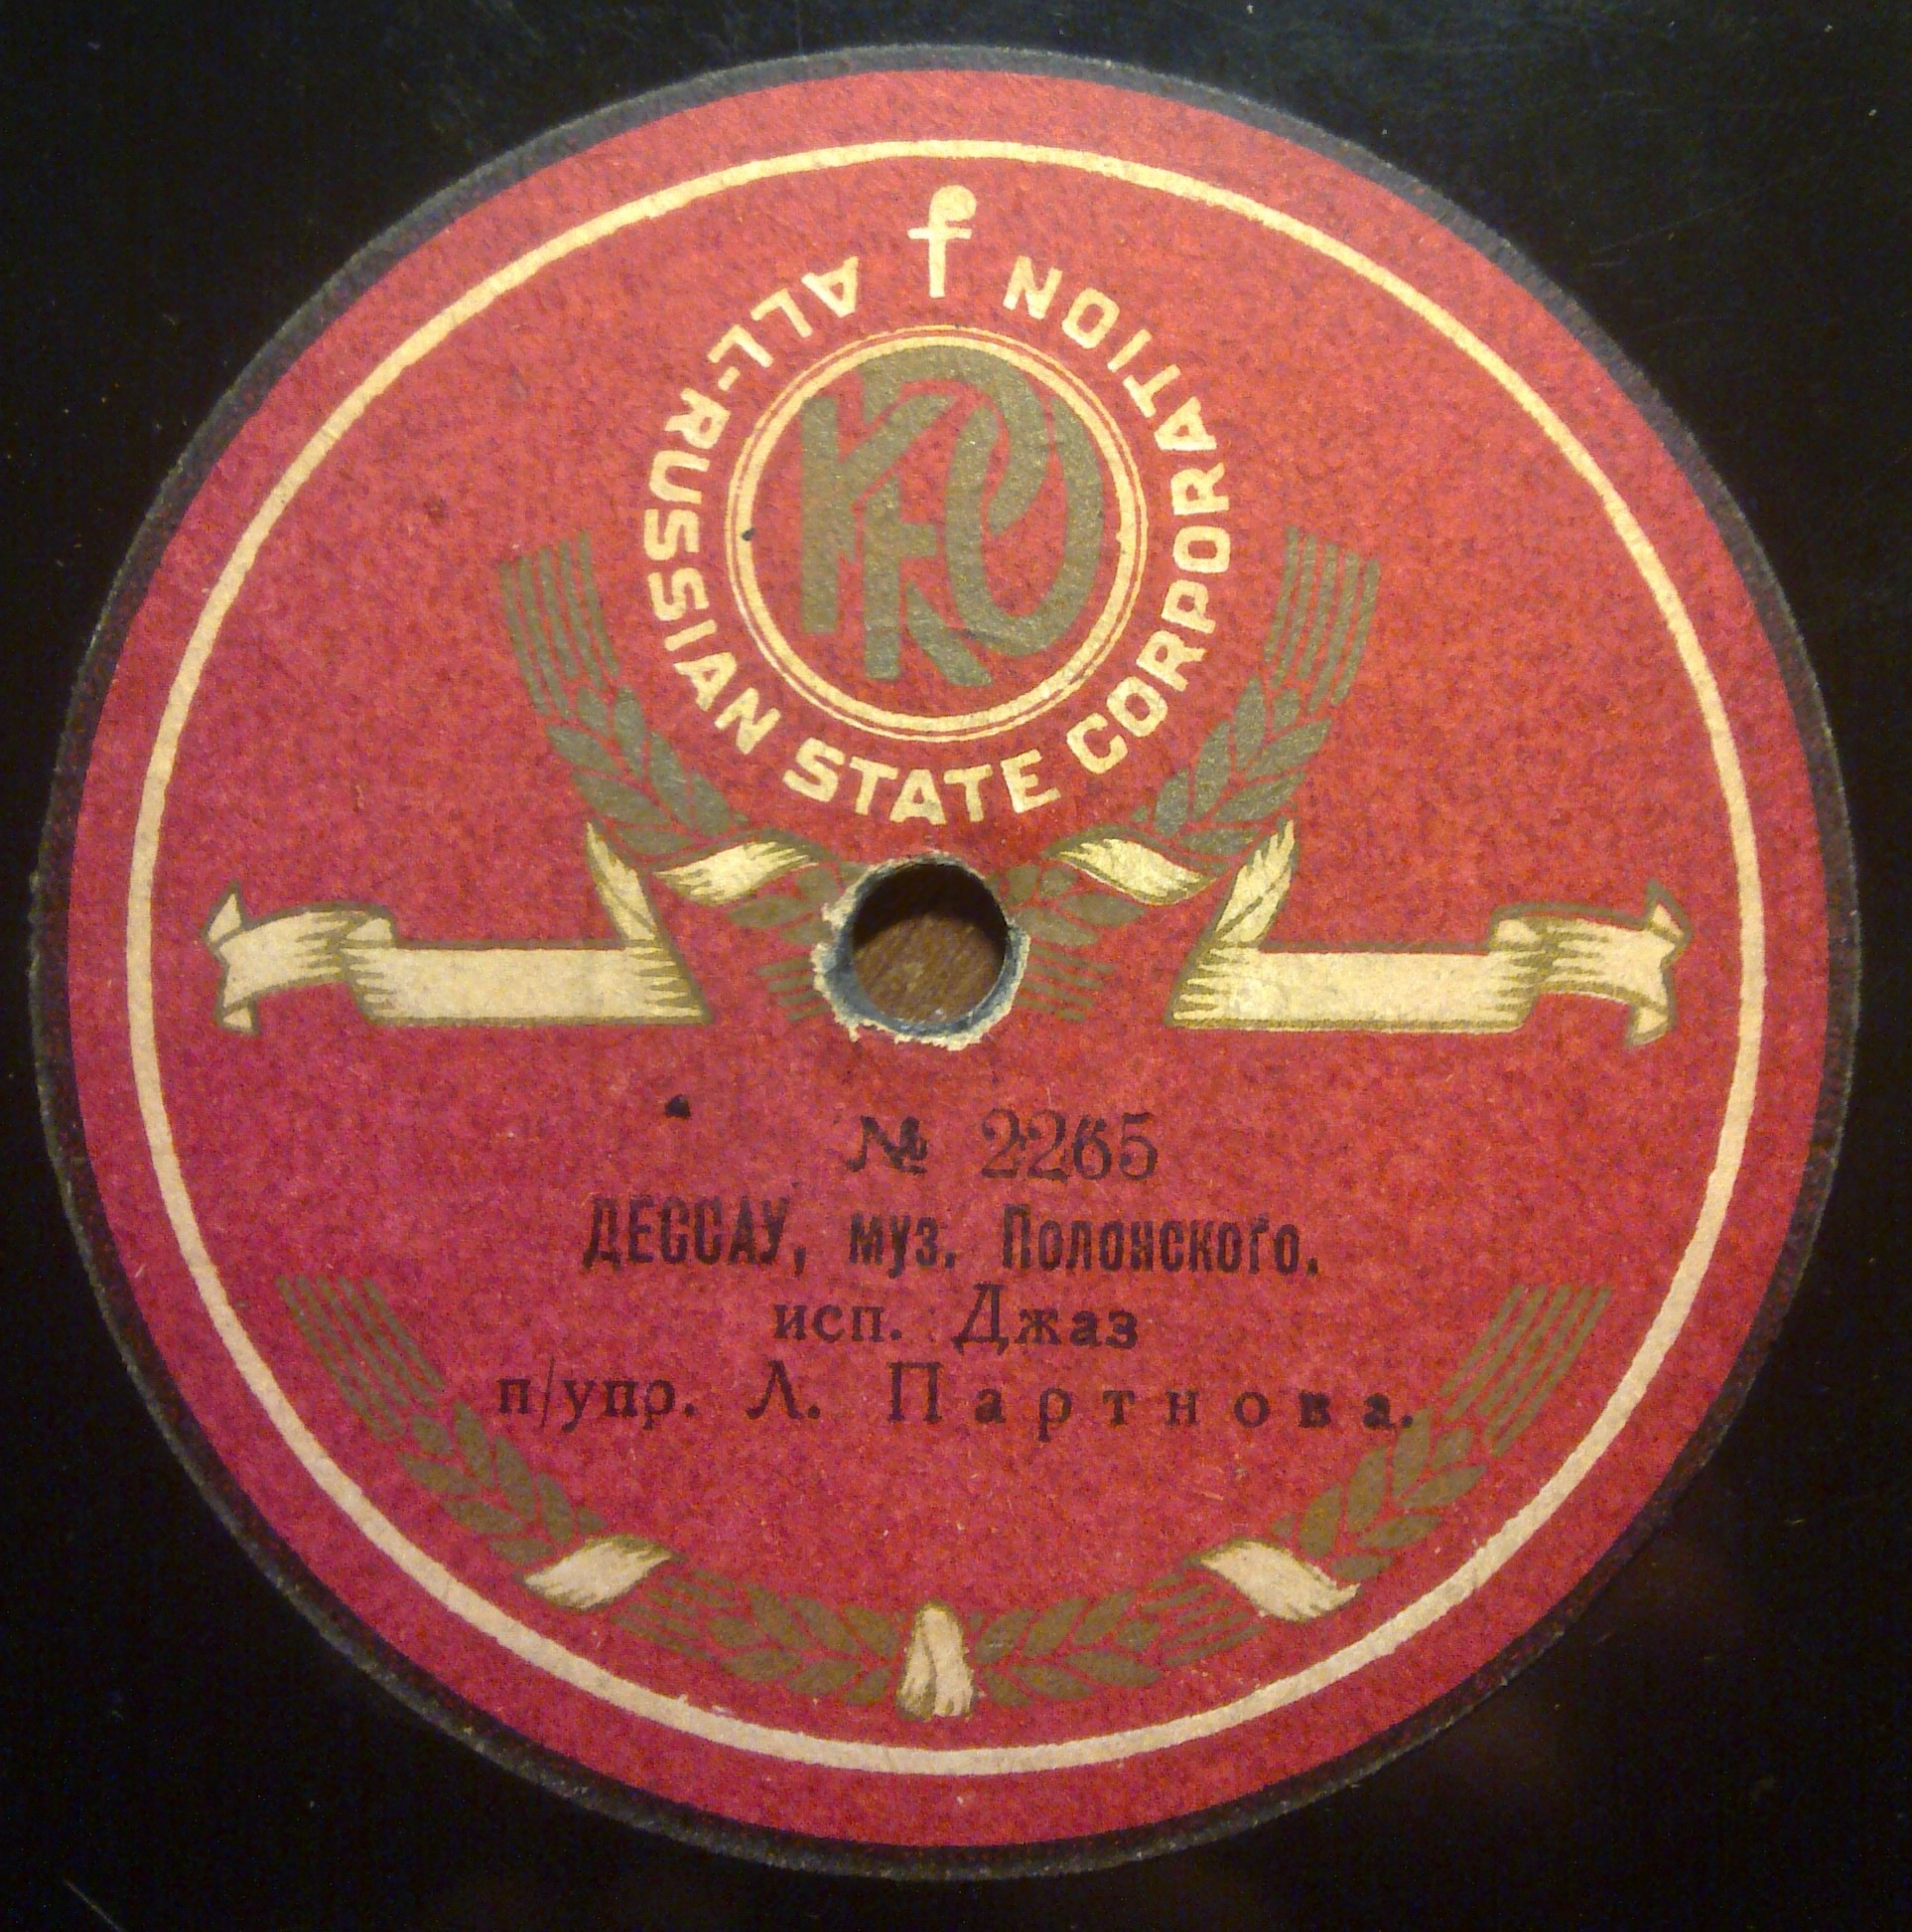 f
ALL-RUSSIAN STATE CORPORATION
№ 2265
ДЕССАУ, муз. Полонского.
исп. Джаз
п/упр. Л. Партнова.